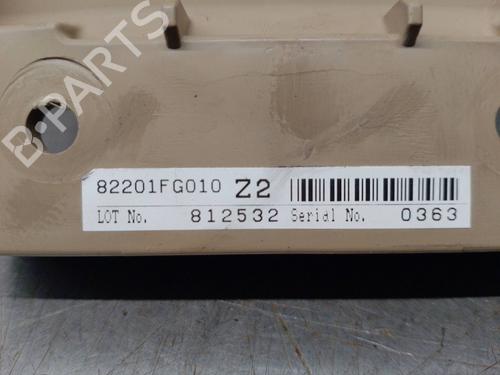 B-PARTS
82201FG010 Z2
LOT No. 812532 Serial No. 0363